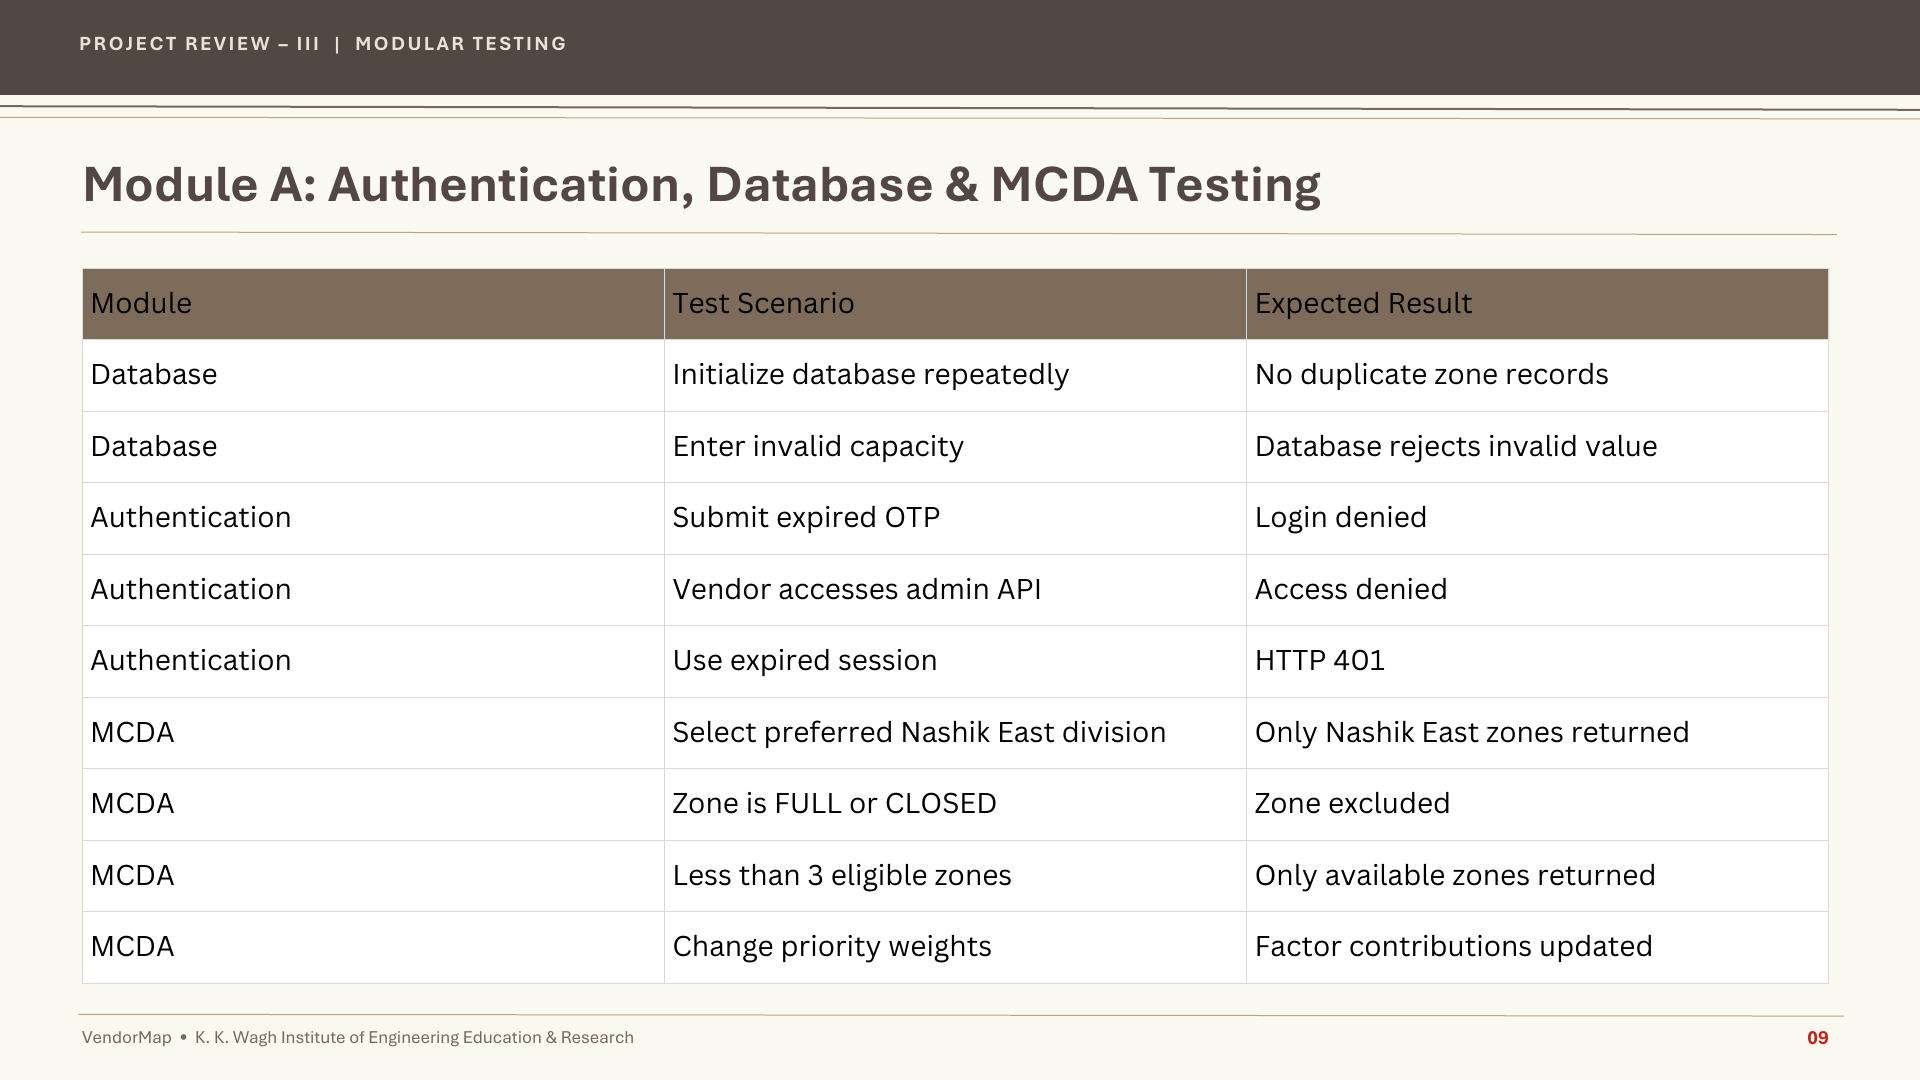 PROJECT REVIEW – III | MODULAR TESTING
Module A: Authentication, Database & MCDA Testing
Module Test Scenario Expected Result
Database Initialize database repeatedly No duplicate zone records
Database Enter invalid capacity Database rejects invalid value
Authentication Submit expired OTP Login denied
Authentication Vendor accesses admin API Access denied
Authentication Use expired session HTTP 401
MCDA Select preferred Nashik East division Only Nashik East zones returned
MCDA Zone is FULL or CLOSED Zone excluded
MCDA Less than 3 eligible zones Only available zones returned
MCDA Change priority weights Factor contributions updated
VendorMap • K. K. Wagh Institute of Engineering Education & Research 09